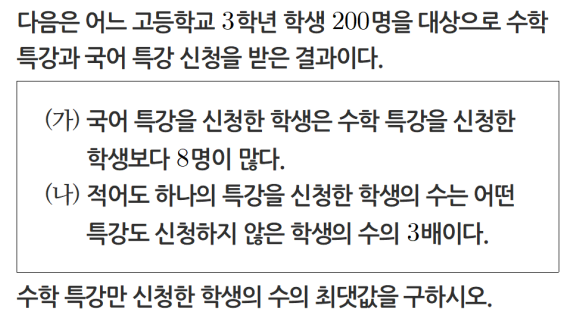 다음은 어느 고등학교 3학년 학생 200명을 대상으로 수학
특강과 국어 특강 신청을 받은 결과이다.
(가) 국어 특강을 신청한 학생은 수학 특강을 신청한
학생보다 8명이 많다.
(나) 적어도 하나의 특강을 신청한 학생의 수는 어떤
특강도 신청하지 않은 학생의 수의 3배이다.
수학 특강만 신청한 학생의 수의 최댓값을 구하시오.